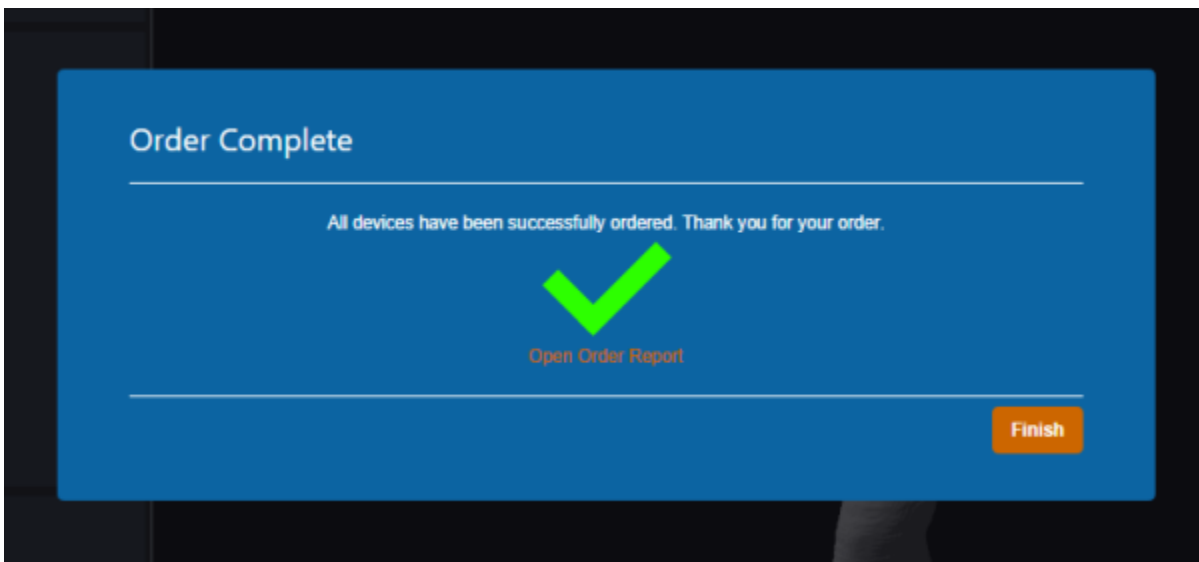 Order Complete
All devices have been successfully ordered. Thank you for your order.
Open Order Report
Finish